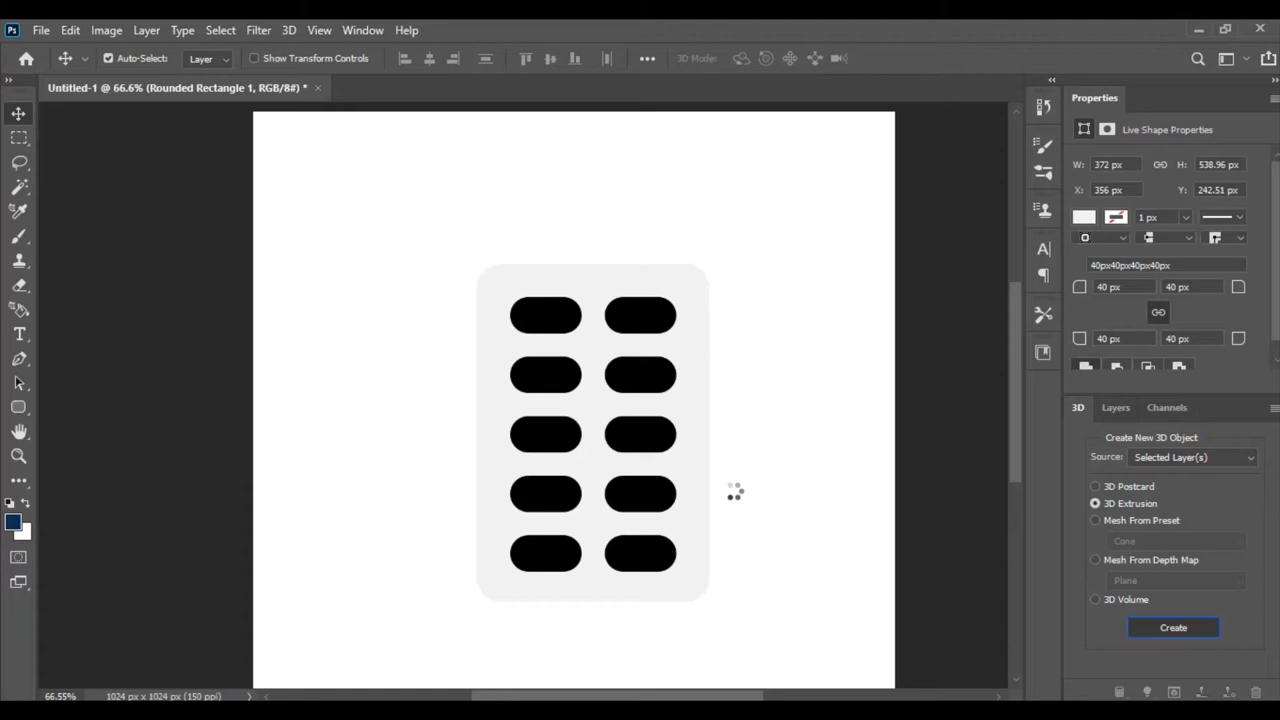 Ps File Edit Image Layer Type Select Filter 3D View Window Help
Auto-Select: Layer Show Transform Controls 3D Mode:
Untitled-1 @ 66.6% (Rounded Rectangle 1, RGB/8#) *
Properties
Live Shape Properties
W: 372 px H: 538.96 px
X: 356 px Y: 242.51 px
1 px
40px40px40px40px
40 px 40 px
40 px 40 px
3D Layers Channels
Create New 3D Object
Source: Selected Layer(s)
3D Postcard
3D Extrusion
Mesh From Preset
Cone
Mesh From Depth Map
Plane
3D Volume
Create
66.55% 1024 px x 1024 px (150 ppi)